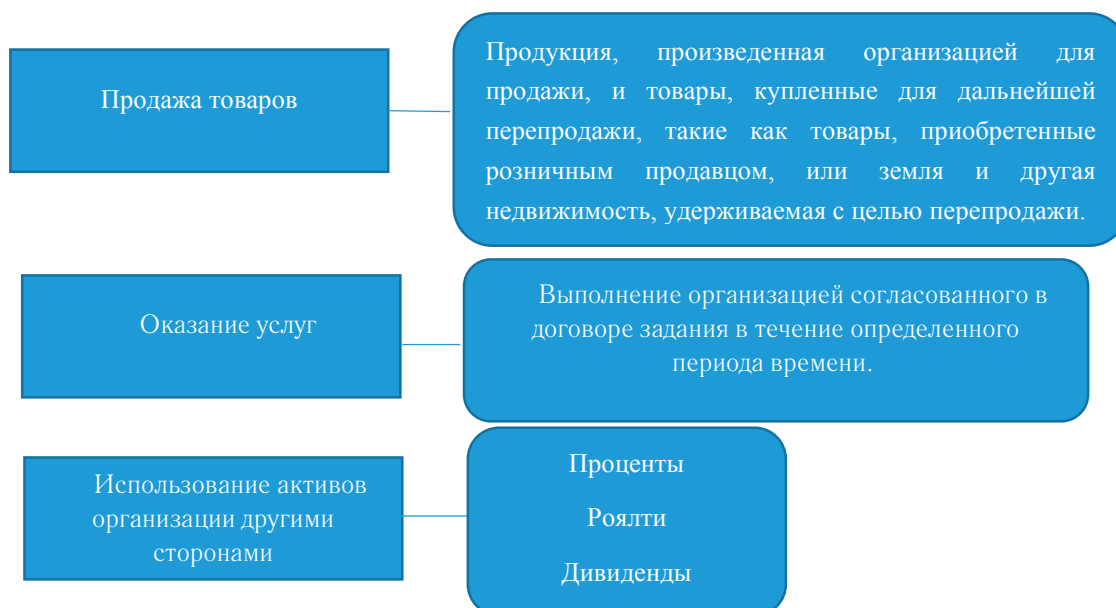 Продажа товаров
Продукция, произведенная организацией для
продажи, и товары, купленные для дальнейшей
перепродажи, такие как товары, приобретенные
розничным продавцом, или земля и другая
недвижимость, удерживаемая с целью перепродажи.
Оказание услуг
Выполнение организацией согласованного в
договоре задания в течение определенного
периода времени.
Использование активов
организации другими
сторонами
Проценты
Роялти
Дивиденды